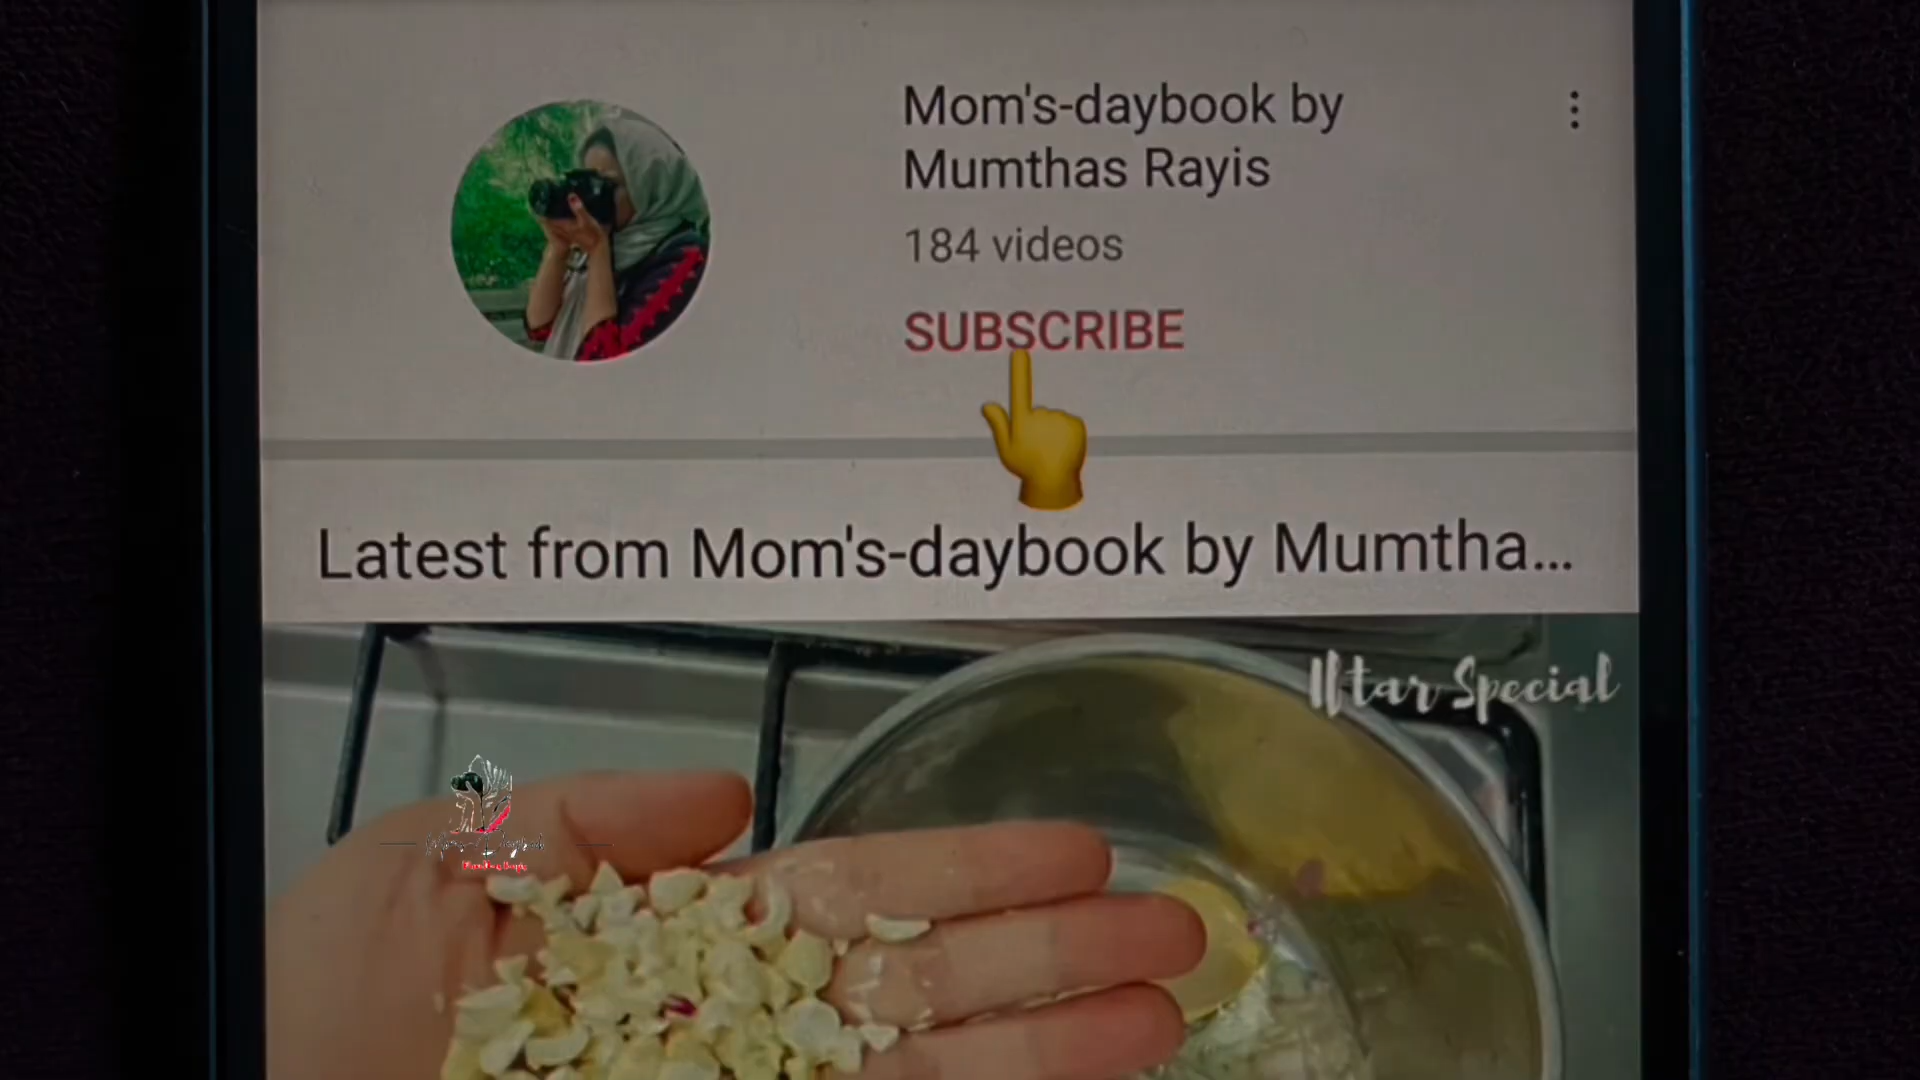 Mom's-daybook by
Mumthas Rayis
184 videos
SUBSCRIBE
Latest from Mom's-daybook by Mumtha...
Iftar Special